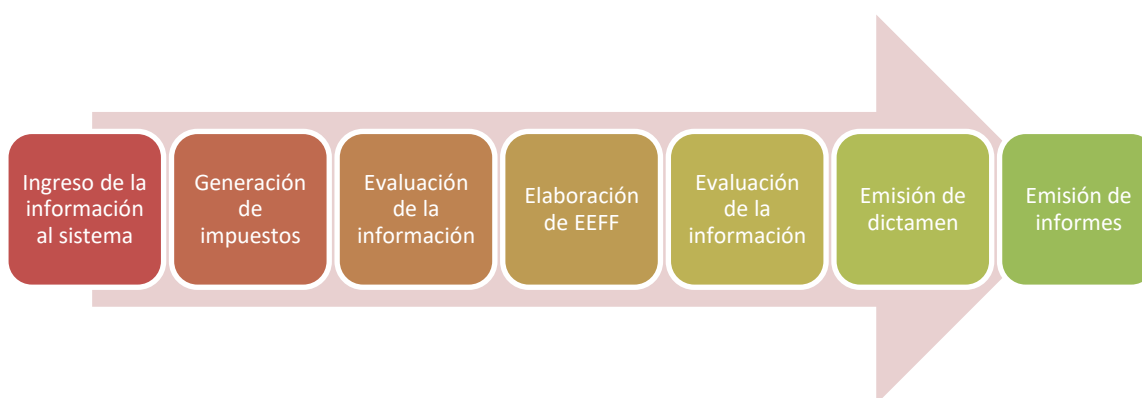 Ingreso de la
información
al sistema
Generación
de
impuestos
Evaluación
de la
información
Elaboración
de EEFF
Evaluación
de la
información
Emisión de
dictamen
Emisión de
informes